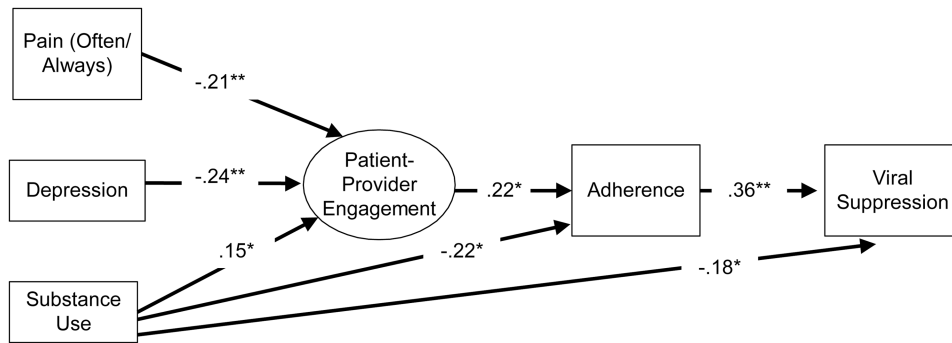 Pain (Often/
Always)
-.21**
Depression
-.24**
Patient-
Provider
Engagement
.22*
Adherence
.36**
Viral
Suppression
.15*
-.22*
-.18*
Substance
Use